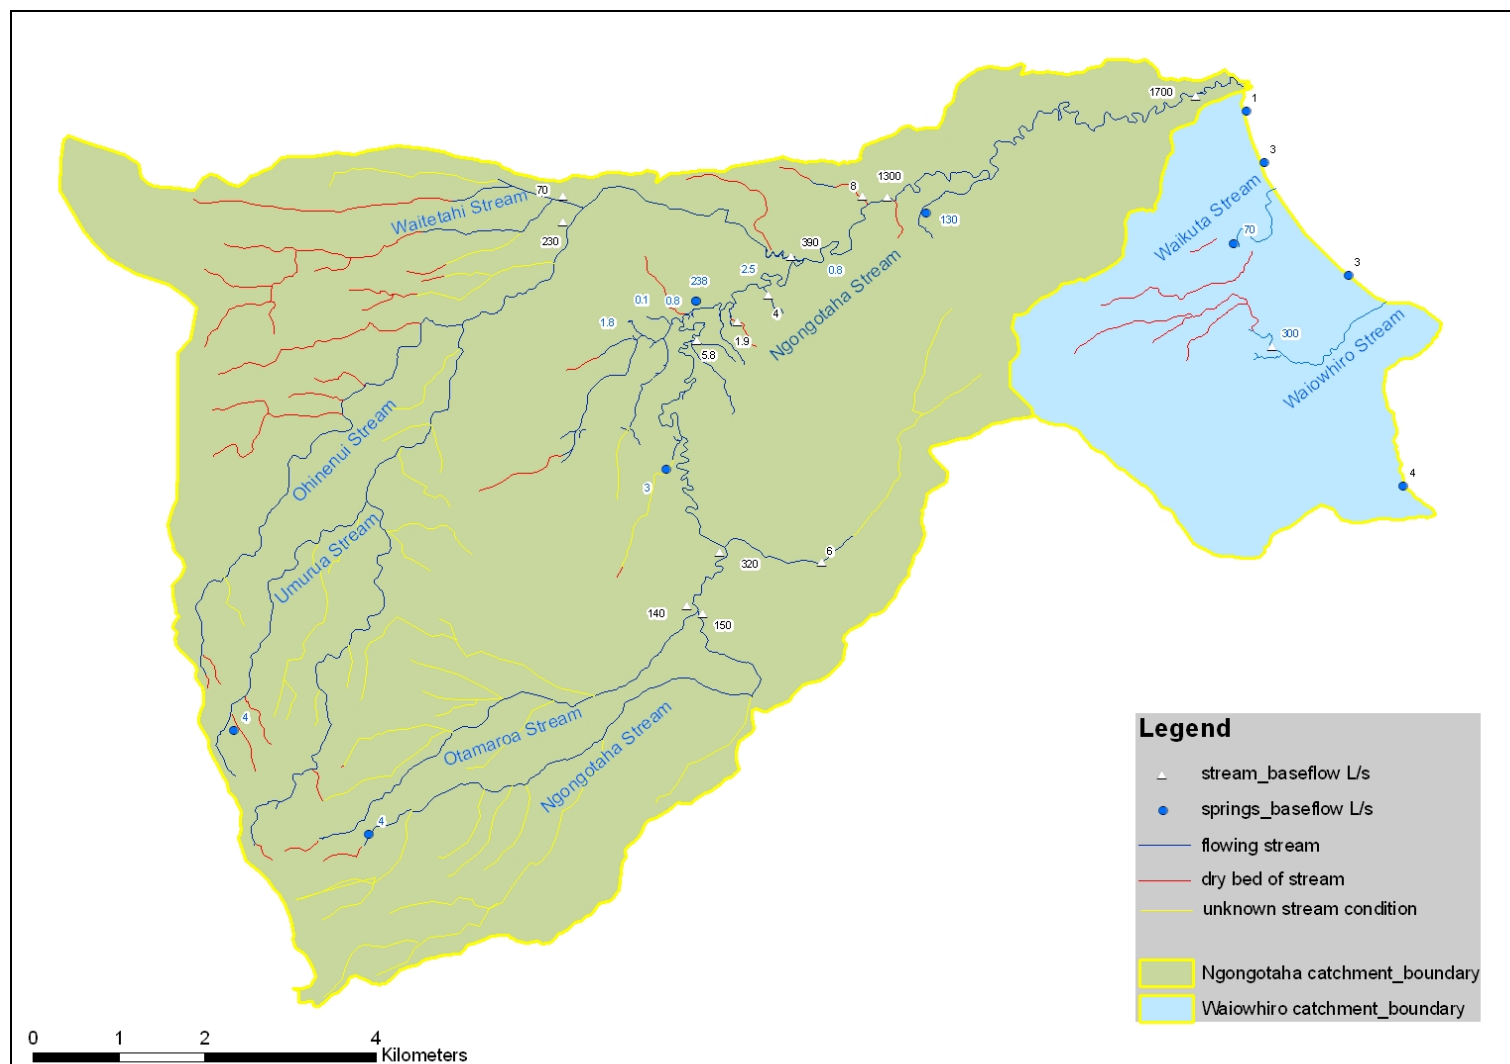 1700
1
3
8
1300
70
Waitetahi Stream
130
Waikuta Stream
70
230
390
2.5
0.8
3
238
0.1
0.8
1.8
4
Ngongotaha Stream
1.9
5.8
300
Waiowhiro Stream
Ohinenui Stream
3
4
Umurua Stream
6
320
140
150
4
Otamaroa Stream
Ngongotaha Stream
4
Legend
stream_baseflow L/s
springs_baseflow L/s
flowing stream
dry bed of stream
unknown stream condition
Ngongotaha catchment_boundary
Waiowhiro catchment_boundary
0 1 2 4
Kilometers